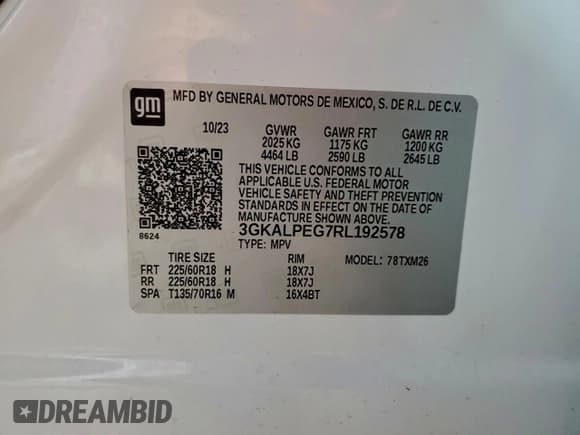 gm
MFD BY GENERAL MOTORS DE MEXICO, S. DE R.L. DE C.V.
10/23 GVWR GAWR FRT GAWR RR
2025 KG 1175 KG 1200 KG
4464 LB 2590 LB 2645 LB
THIS VEHICLE CONFORMS TO ALL
APPLICABLE U.S. FEDERAL MOTOR
VEHICLE SAFETY AND THEFT PREVENTION
STANDARDS IN EFFECT ON THE DATE OF
MANUFACTURE SHOWN ABOVE.
8624 3GKALPEG7RL192578
TYPE: MPV
TIRE SIZE RIM MODEL: 78TXM26
FRT 225/60R18 H 18X7J
RR 225/60R18 H 18X7J
SPA T135/70R16 M 16X4BT
DREAMBID